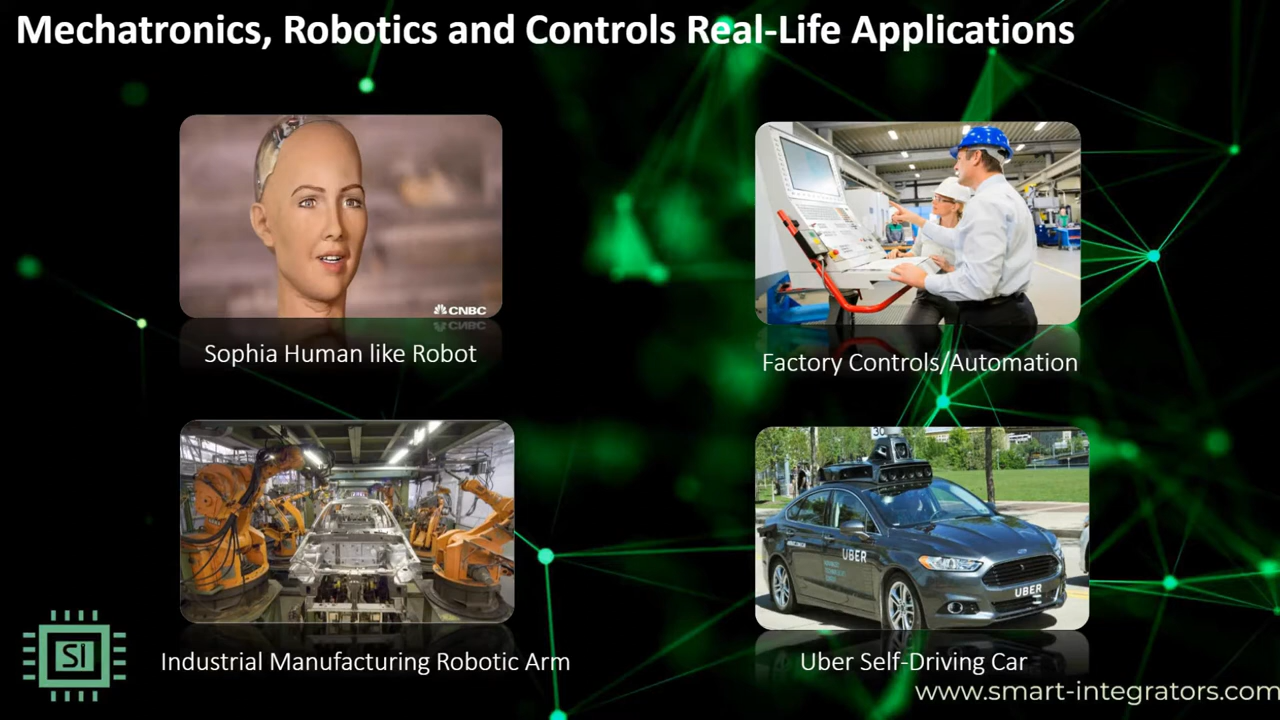 Mechatronics, Robotics and Controls Real-Life Applications
CNBC
Sophia Human like Robot
Factory Controls/Automation
30
UBER
UBER
Industrial Manufacturing Robotic Arm
Uber Self-Driving Car
SI
www.smart-integrators.com